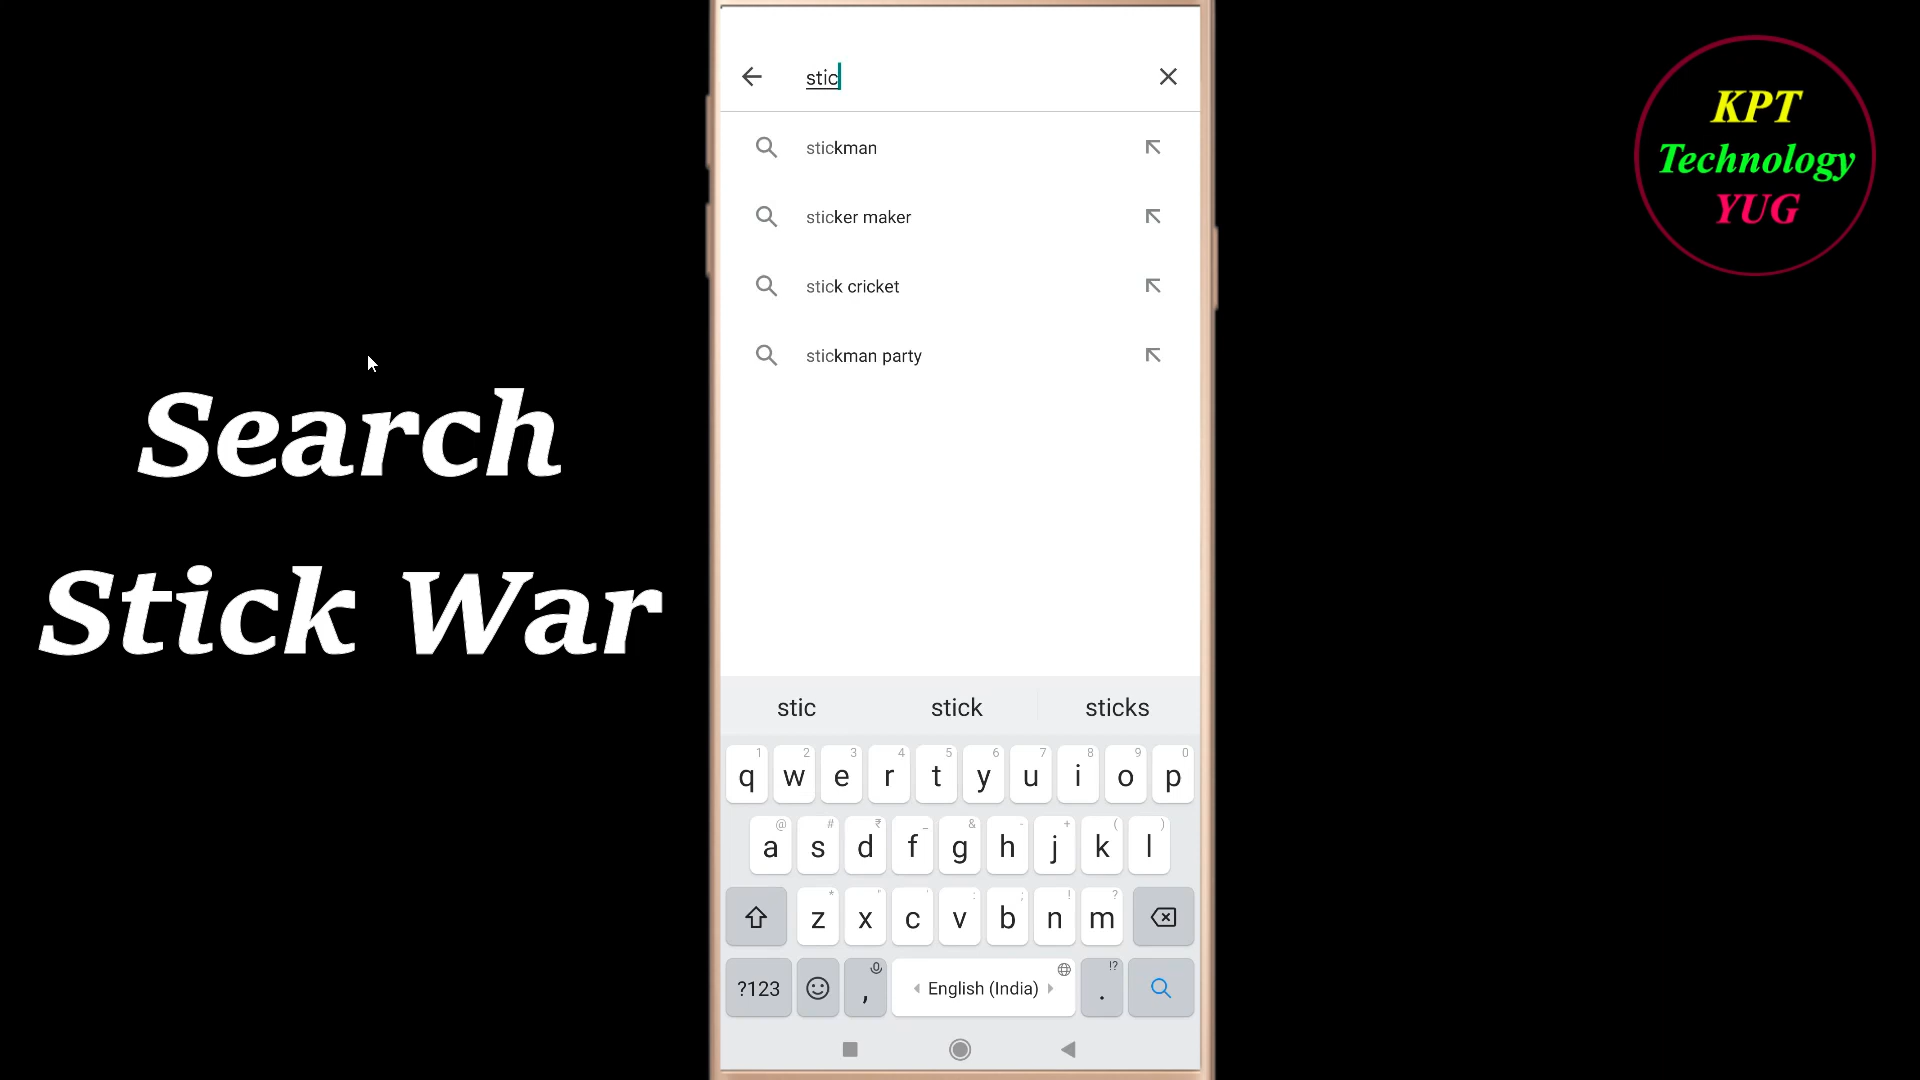 stic
stickman
sticker maker
stick cricket
stickman party
Search
Stick War
KPT
Technology
YUG
stic stick sticks
1 2 3 4 5 6 7 8 9 0
q w e r t y u i o p
@ # ₹ _ & - + ( )
a s d f g h j k l
* " ' : ; ! ?
z x c v b n m
!?
?123 , English (India) .